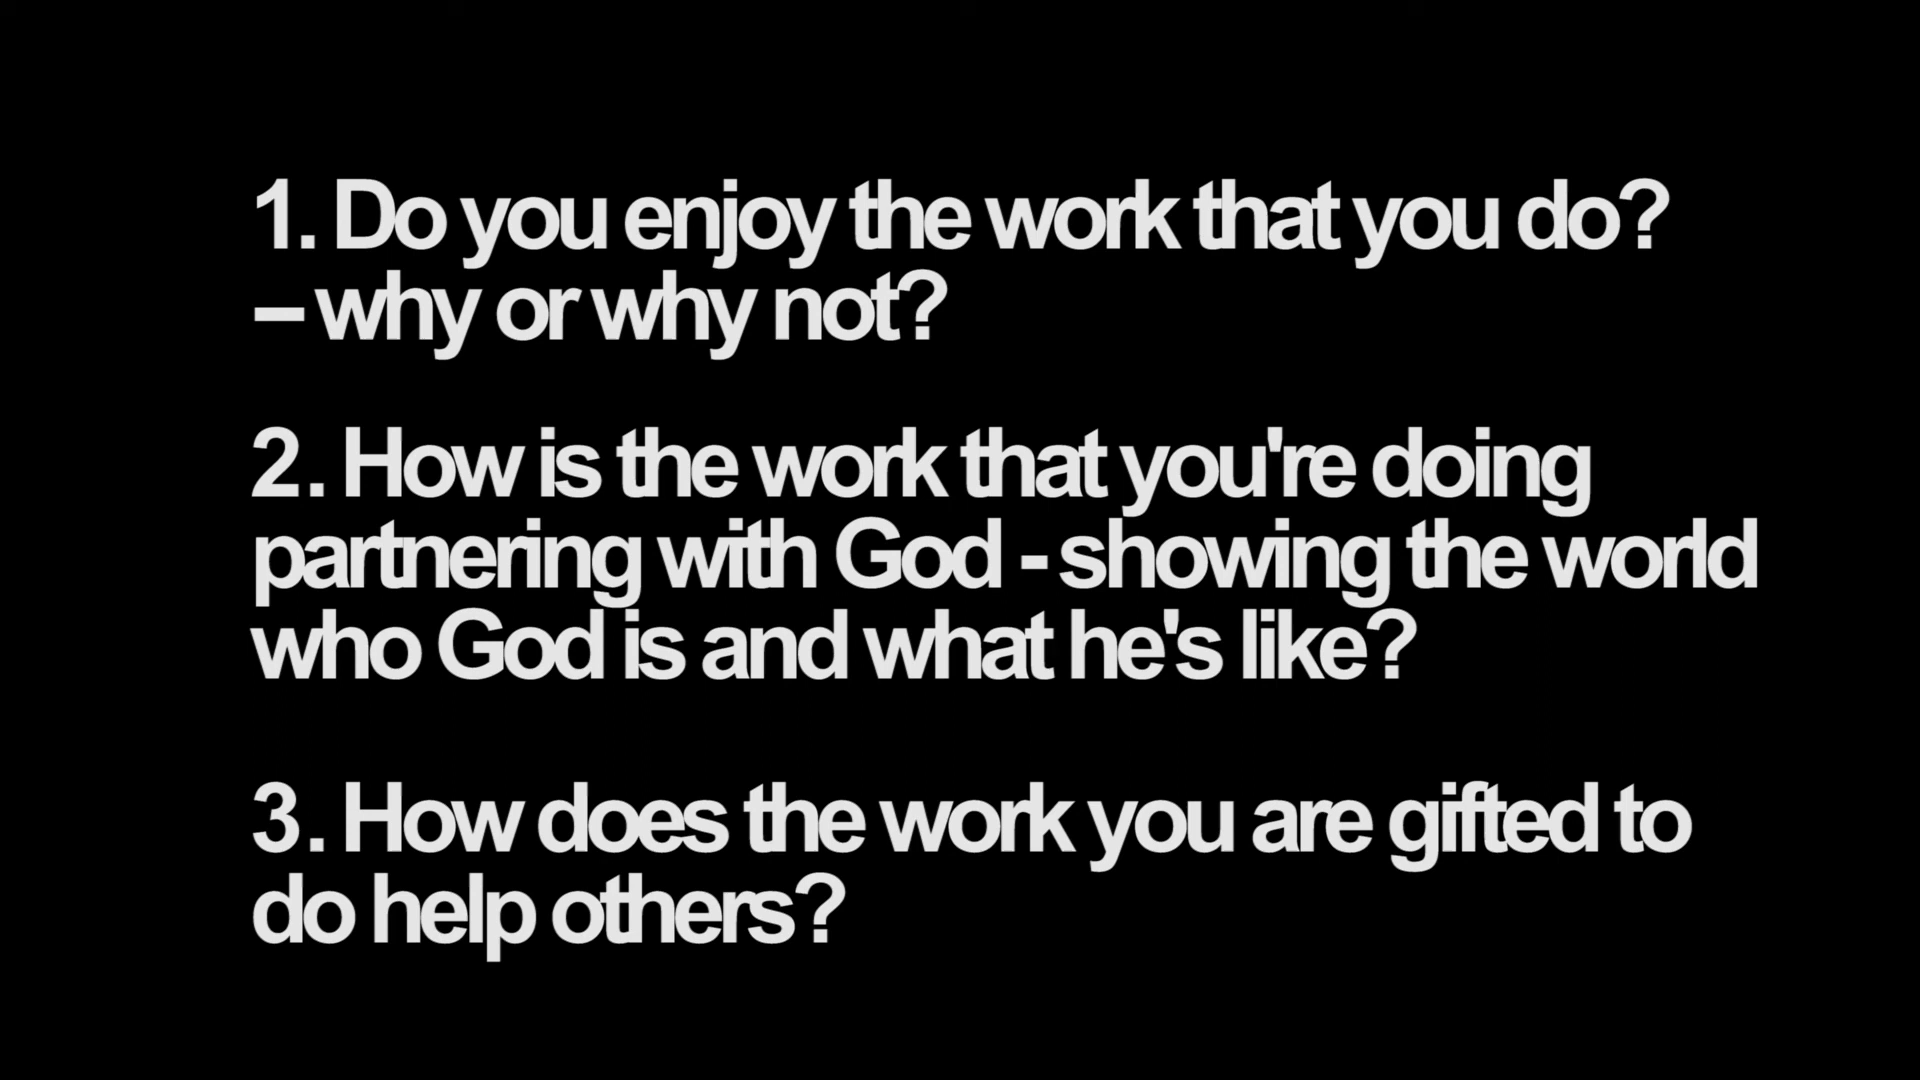 1. Do you enjoy the work that you do?
– why or why not?
2. How is the work that you're doing
partnering with God - showing the world
who God is and what he's like?
3. How does the work you are gifted to
do help others?